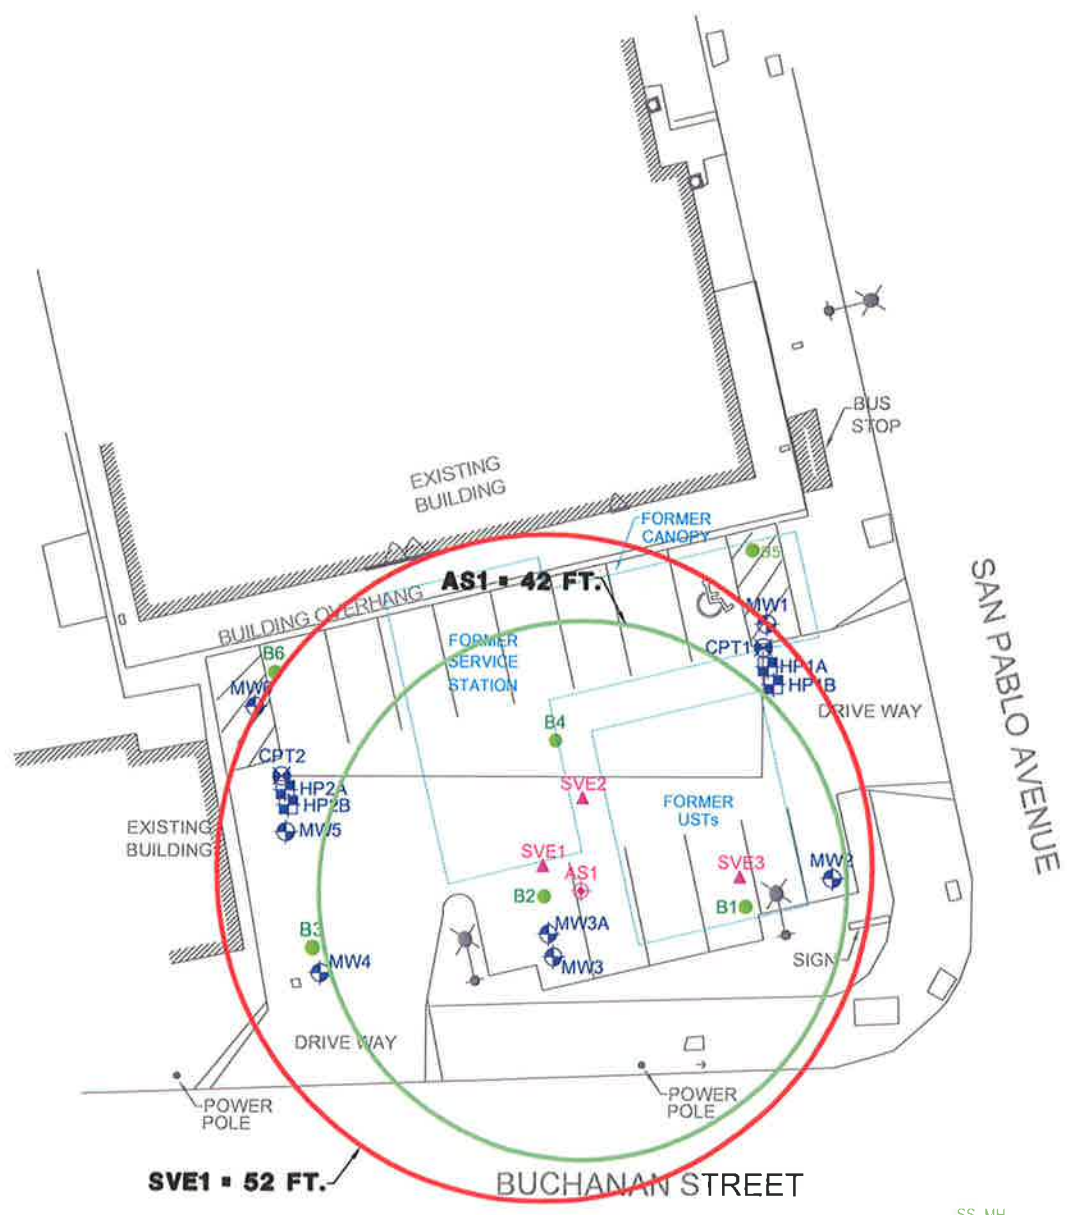 BUS
STOP
EXISTING
BUILDING
FORMER
CANOPY
B5
AS1 = 42 FT.
BUILDING OVERHANG
MW1
FORMER
SERVICE
STATION
CPT1
HP1A
HP1B
B6
MW6
DRIVE WAY
B4
SAN PABLO AVENUE
CPT2
HP2A
HP2B
SVE2
FORMER
USTs
EXISTING
BUILDING
MW5
SVE1
AS1
SVE3
MW2
B2
B1
MW3A
B3
MW4
MW3
SIGN
DRIVE WAY
POWER
POLE
POWER
POLE
SVE1 = 52 FT.
BUCHANAN STREET
SS MH